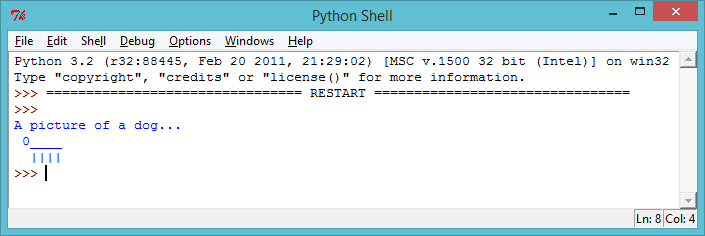 Python Shell
File Edit Shell Debug Options Windows Help
Python 3.2 (r32:88445, Feb 20 2011, 21:29:02) [MSC v.1500 32 bit (Intel)] on win32
Type "copyright", "credits" or "license()" for more information.
>>> ================================ RESTART ================================
>>>
A picture of a dog...
 0____
  ||||
>>>
Ln: 8 Col: 4